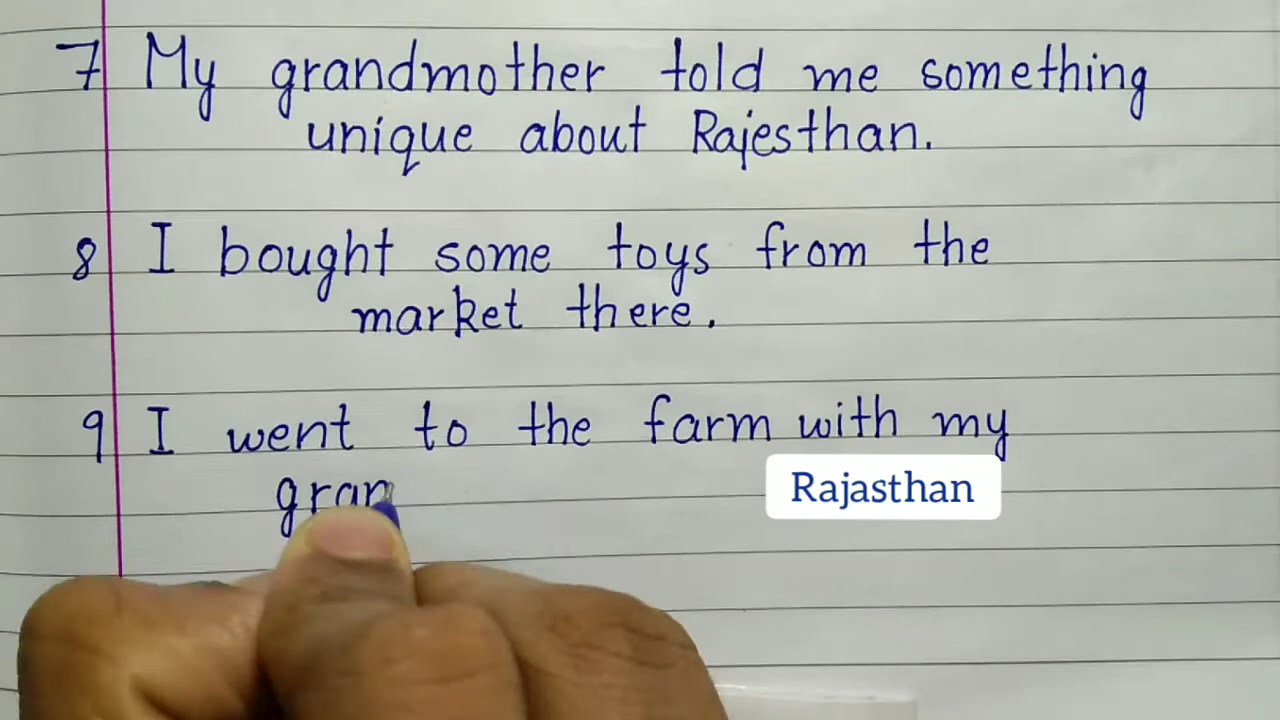 7 My grandmother told me something
unique about Rajesthan.
8 I bought some toys from the
market there.
9 I went to the farm with my
gran
Rajasthan